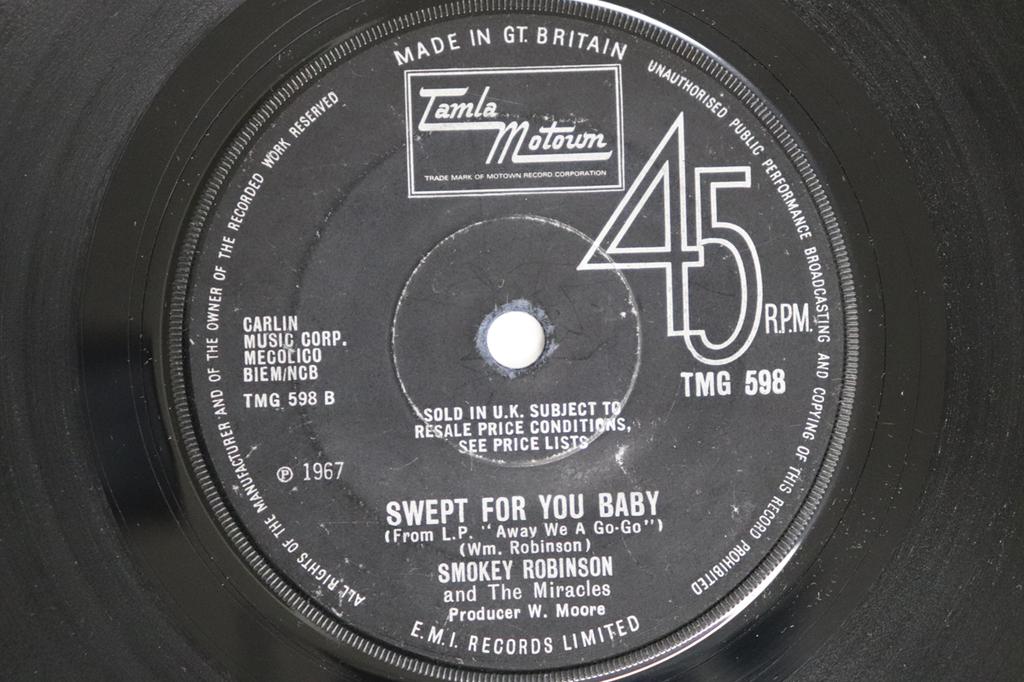 MADE IN GT. BRITAIN
Tamla
Motown
TRADE MARK OF MOTOWN RECORD CORPORATION
UNAUTHORISED PUBLIC PERFORMANCE BROADCASTING AND COPYING OF THIS RECORD PROHIBITED
ALL RIGHTS OF THE MANUFACTURER AND OF THE OWNER OF THE RECORDED WORK RESERVED
45
R.P.M.
TMG 598
CARLIN
MUSIC CORP.
MECOLICO
BIEM/NCB
TMG 598 B
SOLD IN U.K. SUBJECT TO
RESALE PRICE CONDITIONS,
SEE PRICE LISTS
℗ 1967
SWEPT FOR YOU BABY
(From L.P. "Away We A Go-Go")
(Wm. Robinson)
SMOKEY ROBINSON
and The Miracles
Producer W. Moore
E.M.I. RECORDS LIMITED